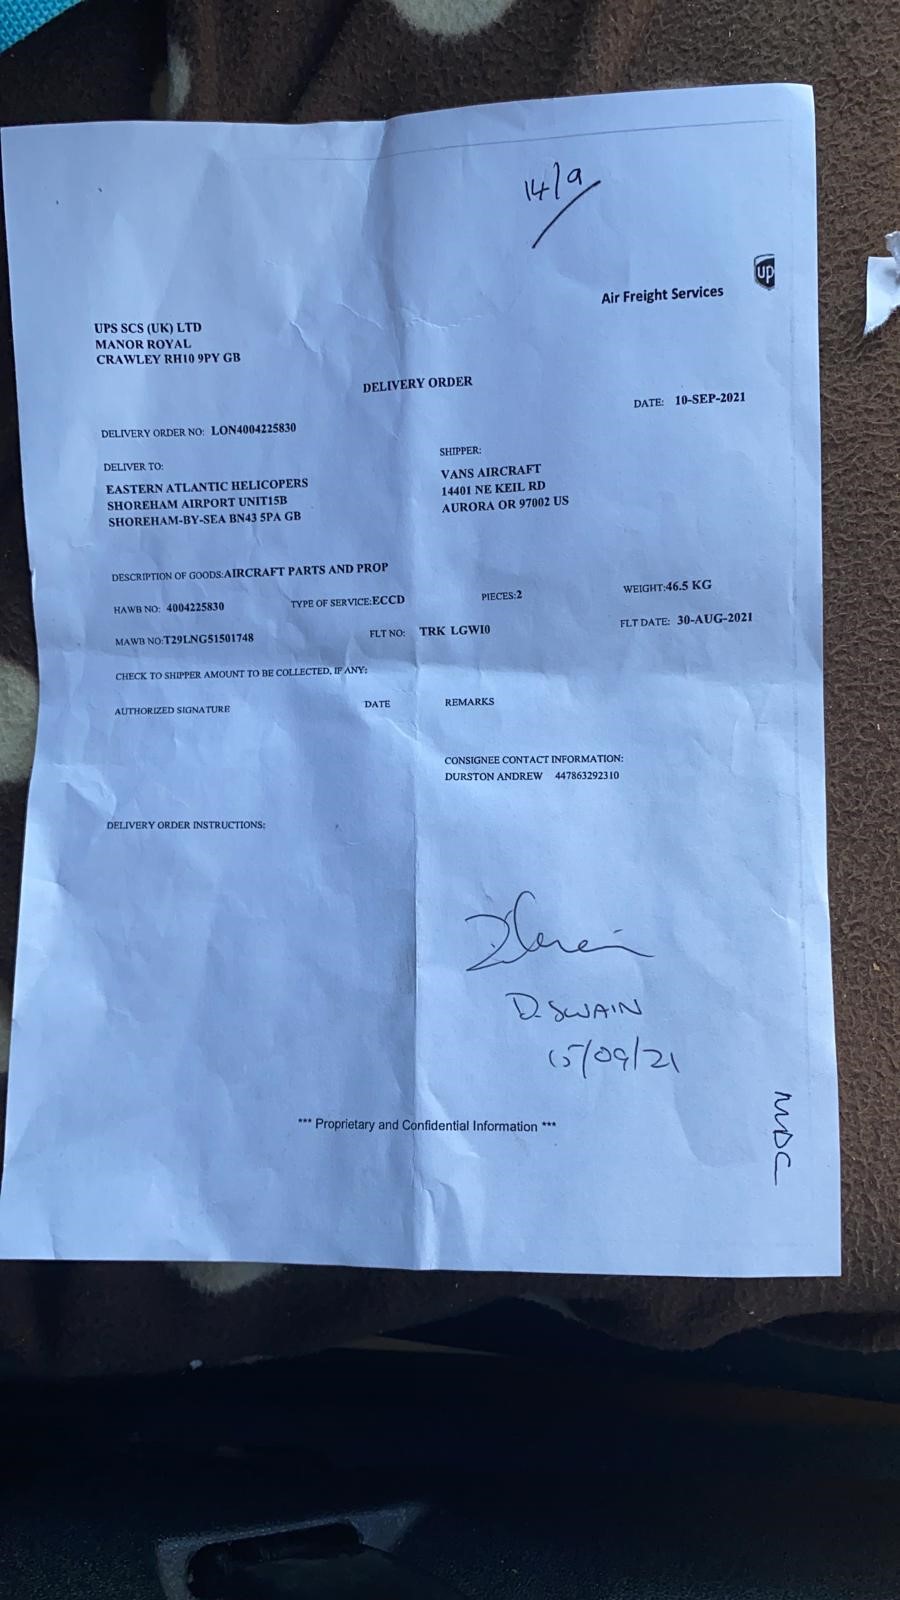 14/9
up
Air Freight Services
UPS SCS (UK) LTD
MANOR ROYAL
CRAWLEY RH10 9PY GB
DELIVERY ORDER
DATE: 10-SEP-2021
DELIVERY ORDER NO: LON4004225830
DELIVER TO:
EASTERN ATLANTIC HELICOPERS
SHOREHAM AIRPORT UNIT15B
SHOREHAM-BY-SEA BN43 5PA GB
SHIPPER:
VANS AIRCRAFT
14401 NE KEIL RD
AURORA OR 97002 US
DESCRIPTION OF GOODS:AIRCRAFT PARTS AND PROP
HAWB NO: 4004225830 TYPE OF SERVICE:ECCD PIECES:2 WEIGHT:46.5 KG
MAWB NO:T29LNG51501748 FLT NO: TRK LGWI0 FLT DATE: 30-AUG-2021
CHECK TO SHIPPER AMOUNT TO BE COLLECTED, IF ANY:
AUTHORIZED SIGNATURE DATE REMARKS
CONSIGNEE CONTACT INFORMATION:
DURSTON ANDREW 447863292310
DELIVERY ORDER INSTRUCTIONS:
D. SWAIN
15/09/21
*** Proprietary and Confidential Information ***
MDC